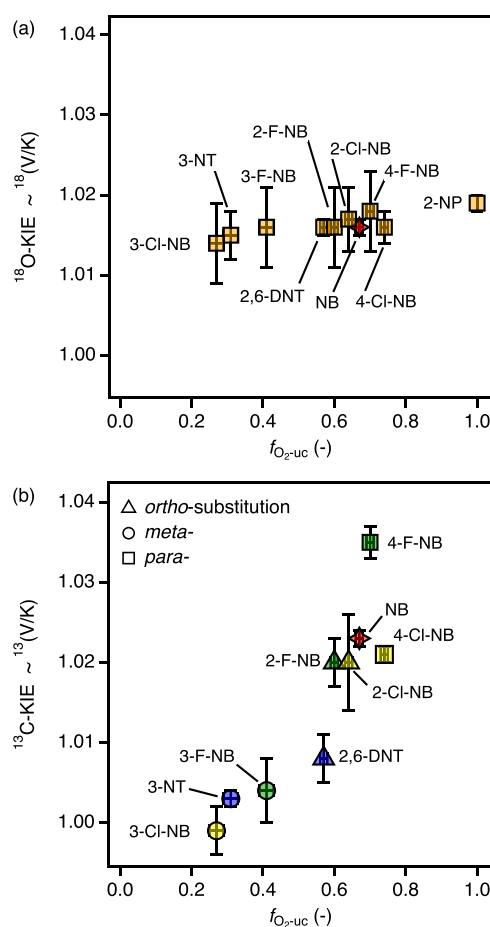 (a)
1.04
1.03
1.02
1.01
1.00
¹⁸O-KIE ~ ¹⁸(V/K)
2-F-NB
2-Cl-NB
3-NT
3-F-NB
4-F-NB
2-NP
3-Cl-NB
2,6-DNT
NB
4-Cl-NB
0.0 0.2 0.4 0.6 0.8 1.0
f O₂-uc (-)
(b)
1.04
1.03
1.02
1.01
1.00
¹³C-KIE ~ ¹³(V/K)
ortho-substitution
meta-
para-
4-F-NB
NB
4-Cl-NB
2-F-NB
2-Cl-NB
3-F-NB
2,6-DNT
3-NT
3-Cl-NB
0.0 0.2 0.4 0.6 0.8 1.0
f O₂-uc (-)